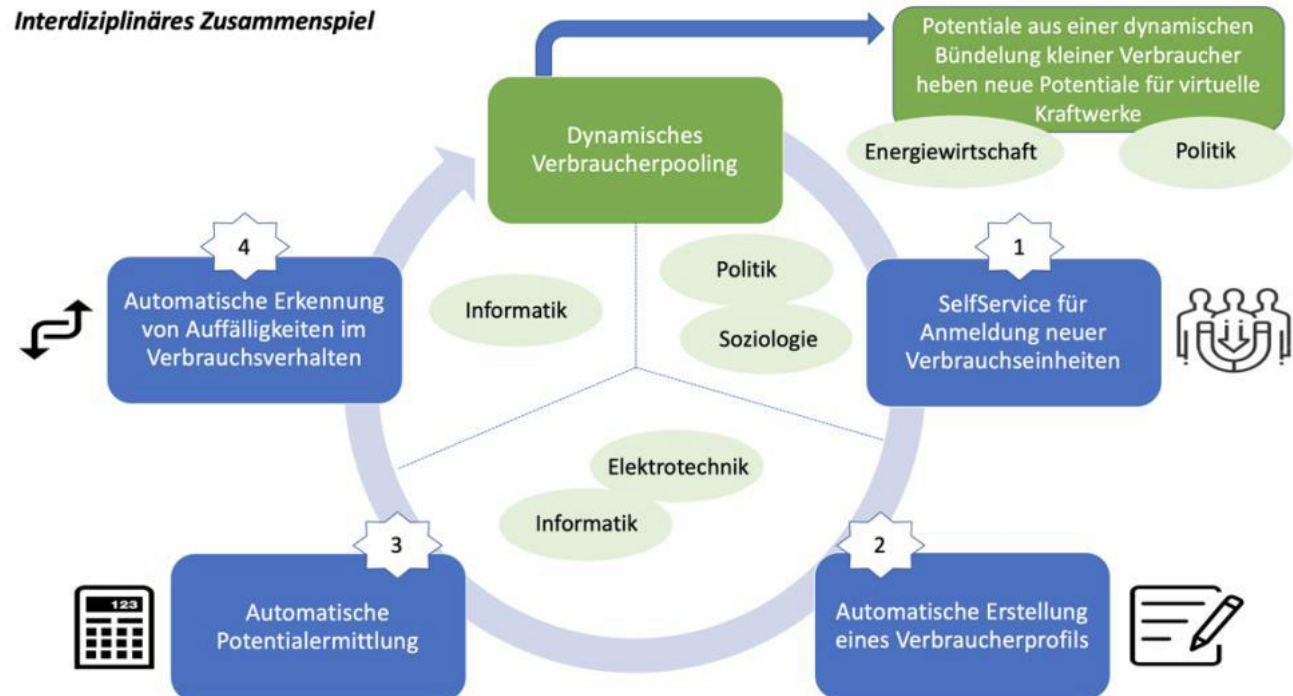 Interdiziplinäres Zusammenspiel
Potentiale aus einer dynamischen
Bündelung kleiner Verbraucher
heben neue Potentiale für virtuelle
Kraftwerke
Energiewirtschaft
Politik
Dynamisches
Verbraucherpooling
4
Automatische Erkennung
von Auffälligkeiten im
Verbrauchsverhalten
Informatik
Politik
Soziologie
1
SelfService für
Anmeldung neuer
Verbrauchseinheiten
Elektrotechnik
Informatik
3
Automatische
Potentialermittlung
123
2
Automatische Erstellung
eines Verbraucherprofils